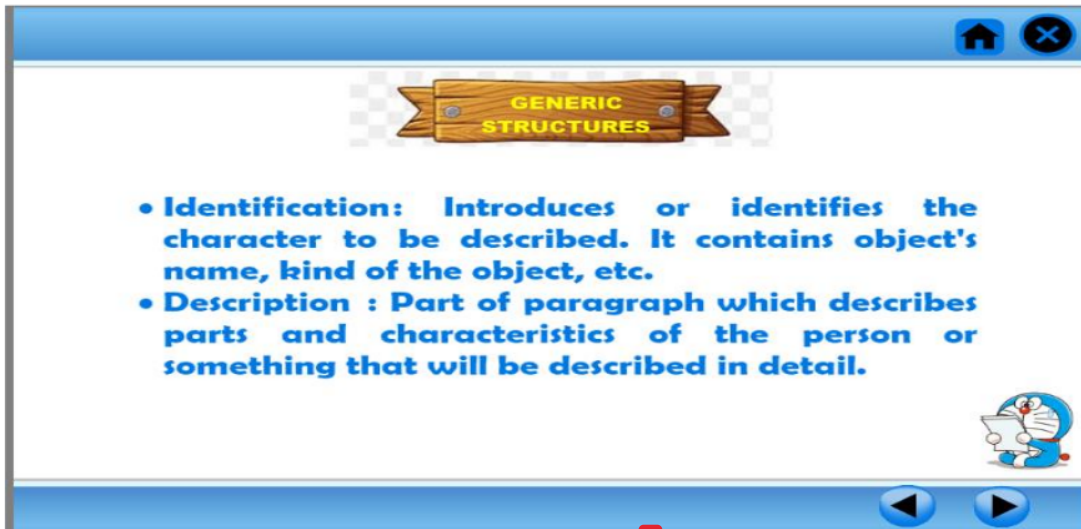 GENERIC
STRUCTURES
• Identification: Introduces or identifies the
character to be described. It contains object's
name, kind of the object, etc.
• Description : Part of paragraph which describes
parts and characteristics of the person or
something that will be described in detail.